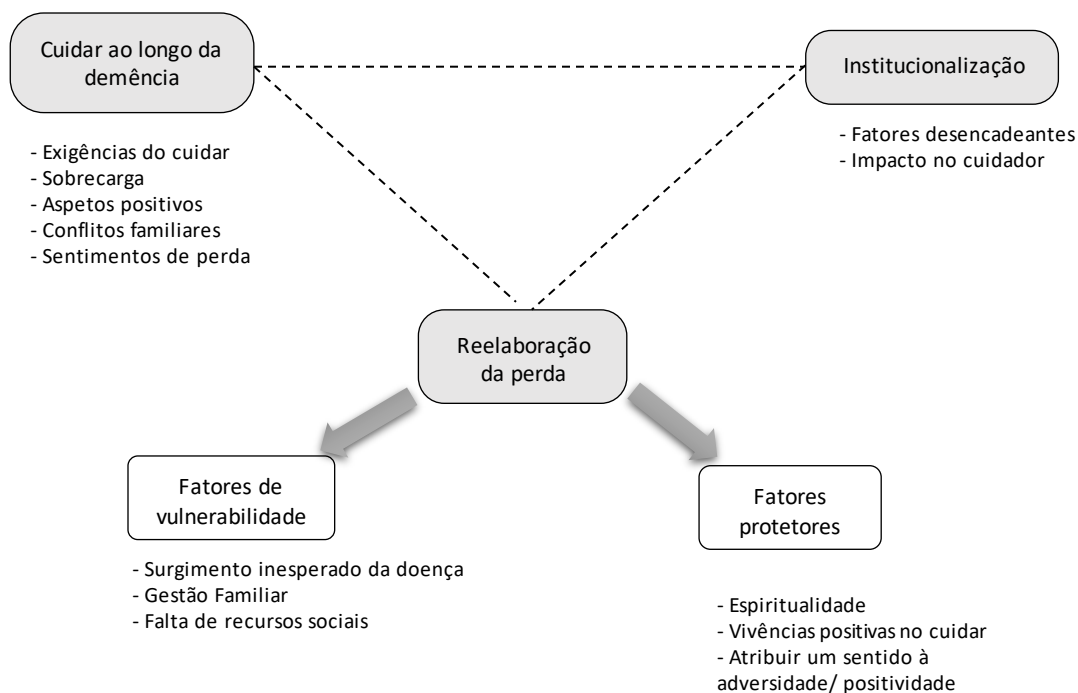 Cuidar ao longo da
demência
- Exigências do cuidar
- Sobrecarga
- Aspetos positivos
- Conflitos familiares
- Sentimentos de perda
Institucionalização
- Fatores desencadeantes
- Impacto no cuidador
Reelaboração
da perda
Fatores de
vulnerabilidade
- Surgimento inesperado da doença
- Gestão Familiar
- Falta de recursos sociais
Fatores
protetores
- Espiritualidade
- Vivências positivas no cuidar
- Atribuir um sentido à
adversidade/ positividade